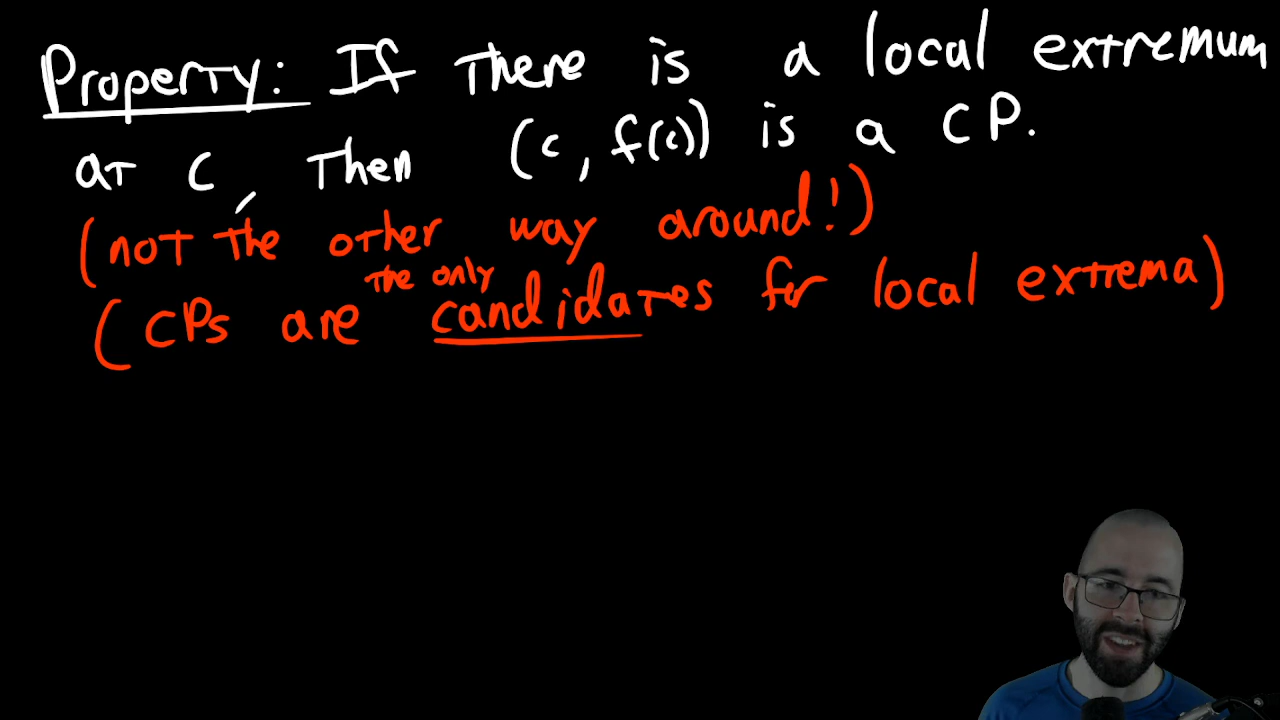 Property: If There is a local extremum
at c, Then (c, f(c)) is a CP.
(not the other way around!)
(CPs are the only candidates for local extrema)